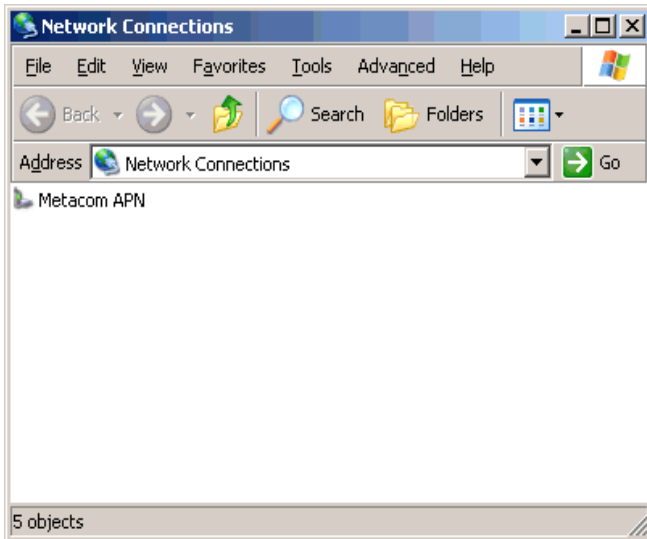 Network Connections
File Edit View Favorites Tools Advanced Help
Back Search Folders
Address Network Connections Go
Metacom APN
5 objects